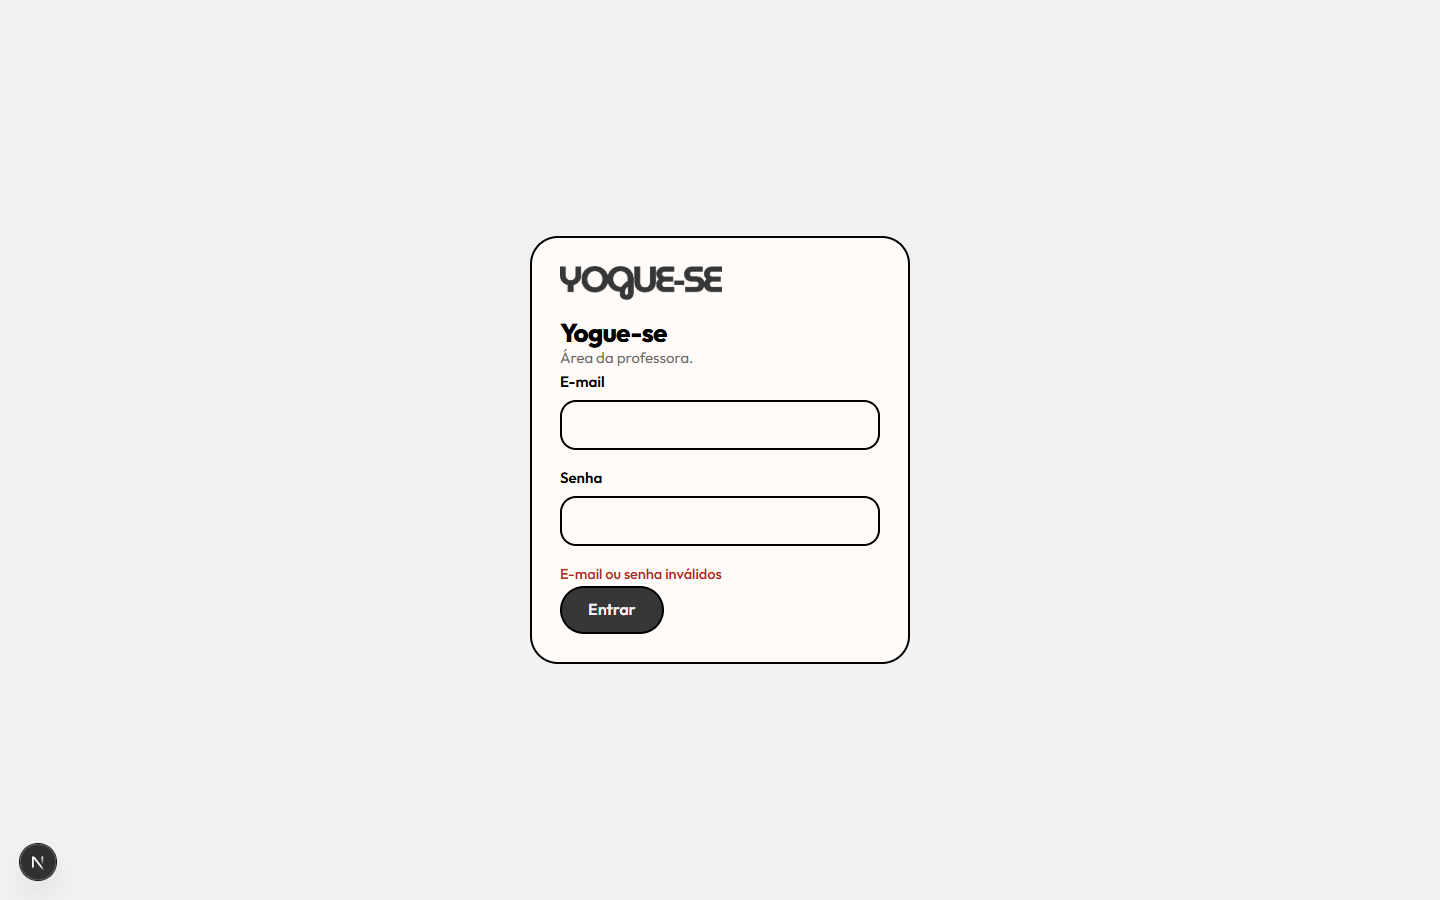 YOGUE-SE
Yogue-se
Área da professora.
E-mail
Senha
E-mail ou senha inválidos
Entrar
N